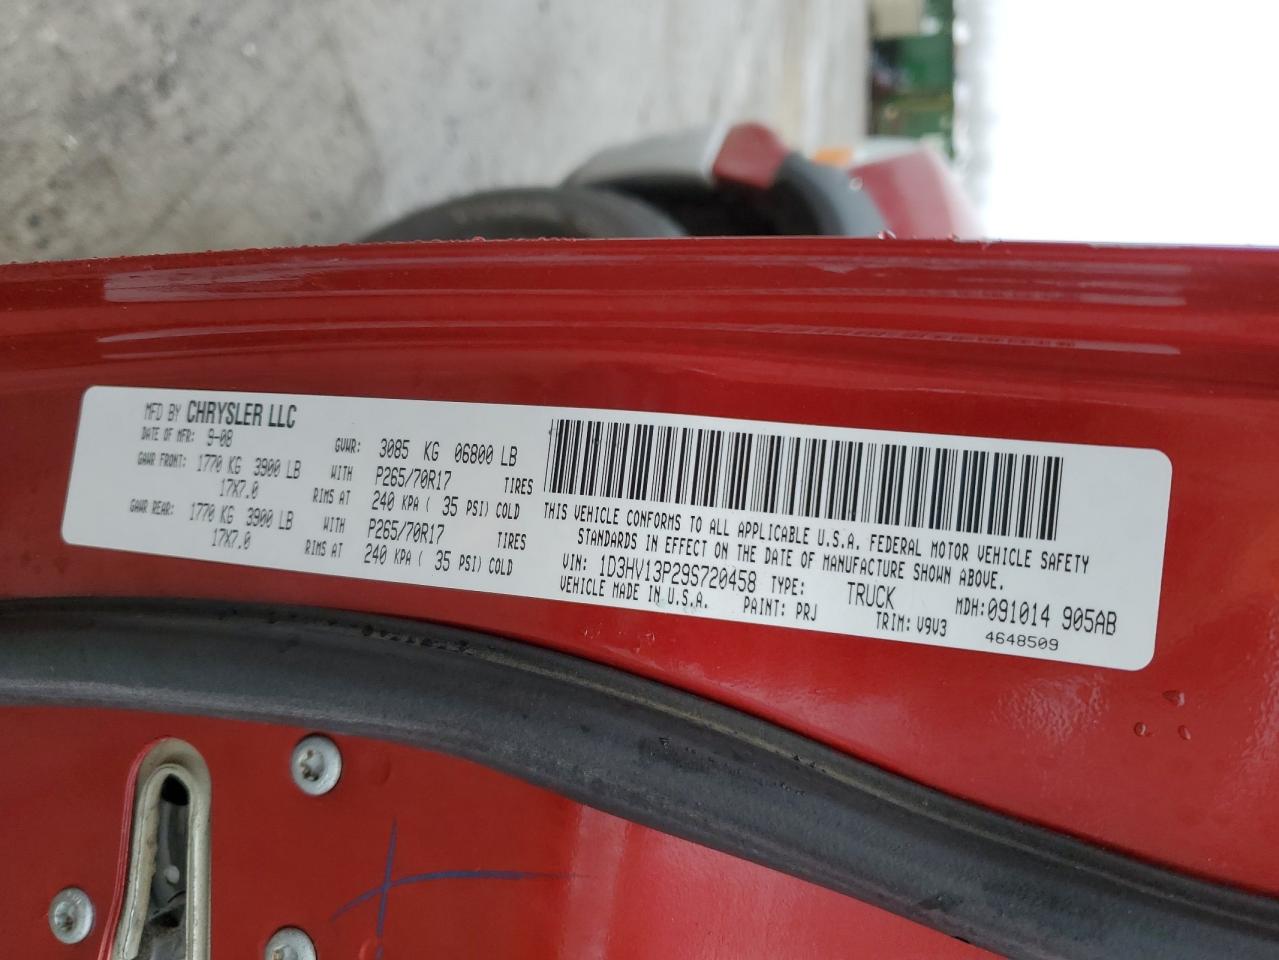 MFD BY CHRYSLER LLC
DATE OF MFR: 9-08 GVWR: 3085 KG 06800 LB
GAWR FRONT: 1770 KG 3900 LB WITH P265/70R17 TIRES
17X7.0 RIMS AT 240 KPA ( 35 PSI) COLD
GAWR REAR: 1770 KG 3900 LB WITH P265/70R17 TIRES
17X7.0 RIMS AT 240 KPA ( 35 PSI) COLD
THIS VEHICLE CONFORMS TO ALL APPLICABLE U.S.A. FEDERAL MOTOR VEHICLE SAFETY
STANDARDS IN EFFECT ON THE DATE OF MANUFACTURE SHOWN ABOVE.
VIN: 1D3HV13P29S720458 TYPE: TRUCK MDH:091014 905AB
VEHICLE MADE IN U.S.A. PAINT: PRJ TRIM: V9V3 4648509